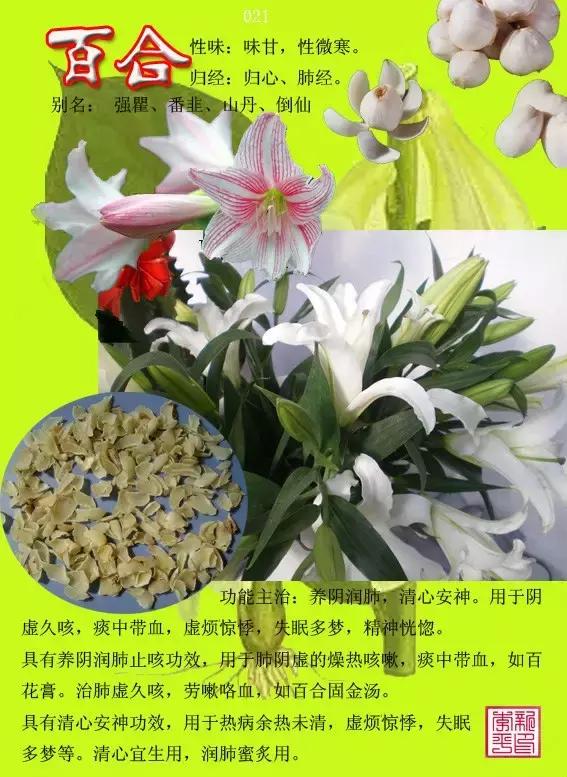 021
百合
性味：味甘，性微寒。
归经：归心、肺经。
别名： 强瞿、番韭、山丹、倒仙
功能主治：养阴润肺，清心安神。用于阴
虚久咳，痰中带血，虚烦惊悸，失眠多梦，精神恍惚。
具有养阴润肺止咳功效，用于肺阴虚的燥热咳嗽，痰中带血，如百
花膏。治肺虚久咳，劳嗽咯血，如百合固金汤。
具有清心安神功效，用于热病余热未清，虚烦惊悸，失眠
多梦等。清心宜生用，润肺蜜炙用。